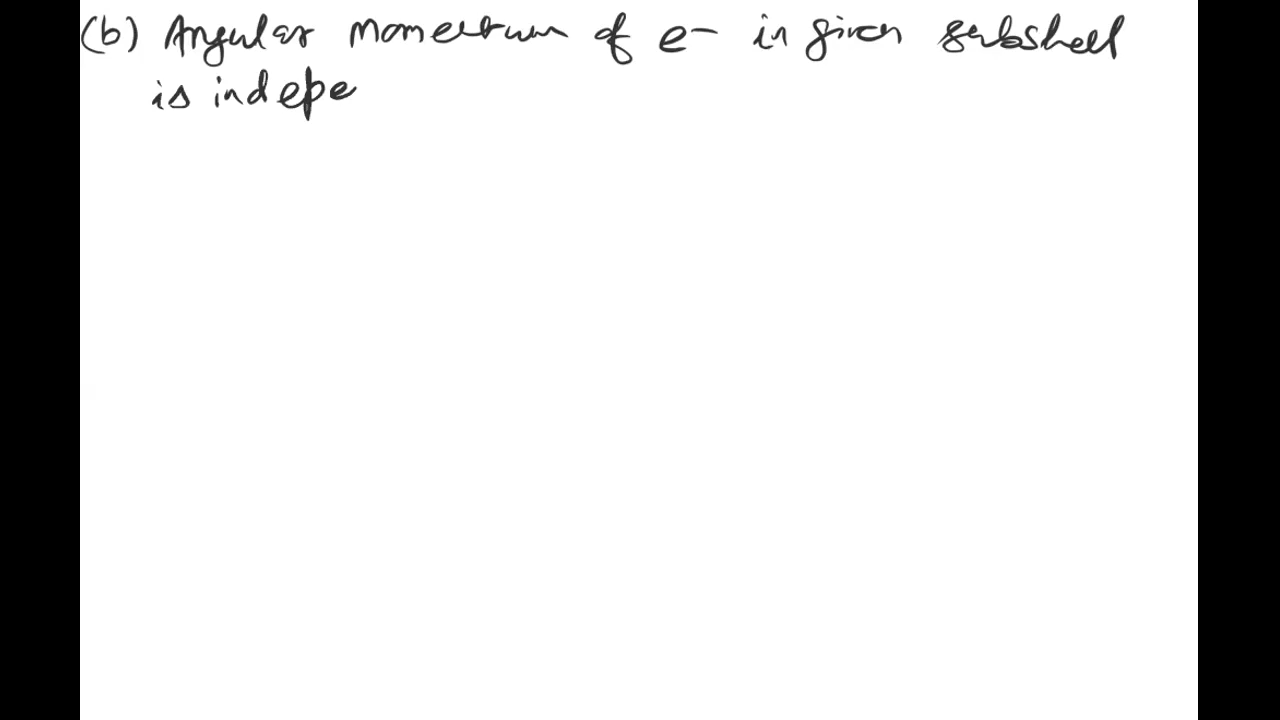 (b) Angular momentum of e- in given subshell
is indepe